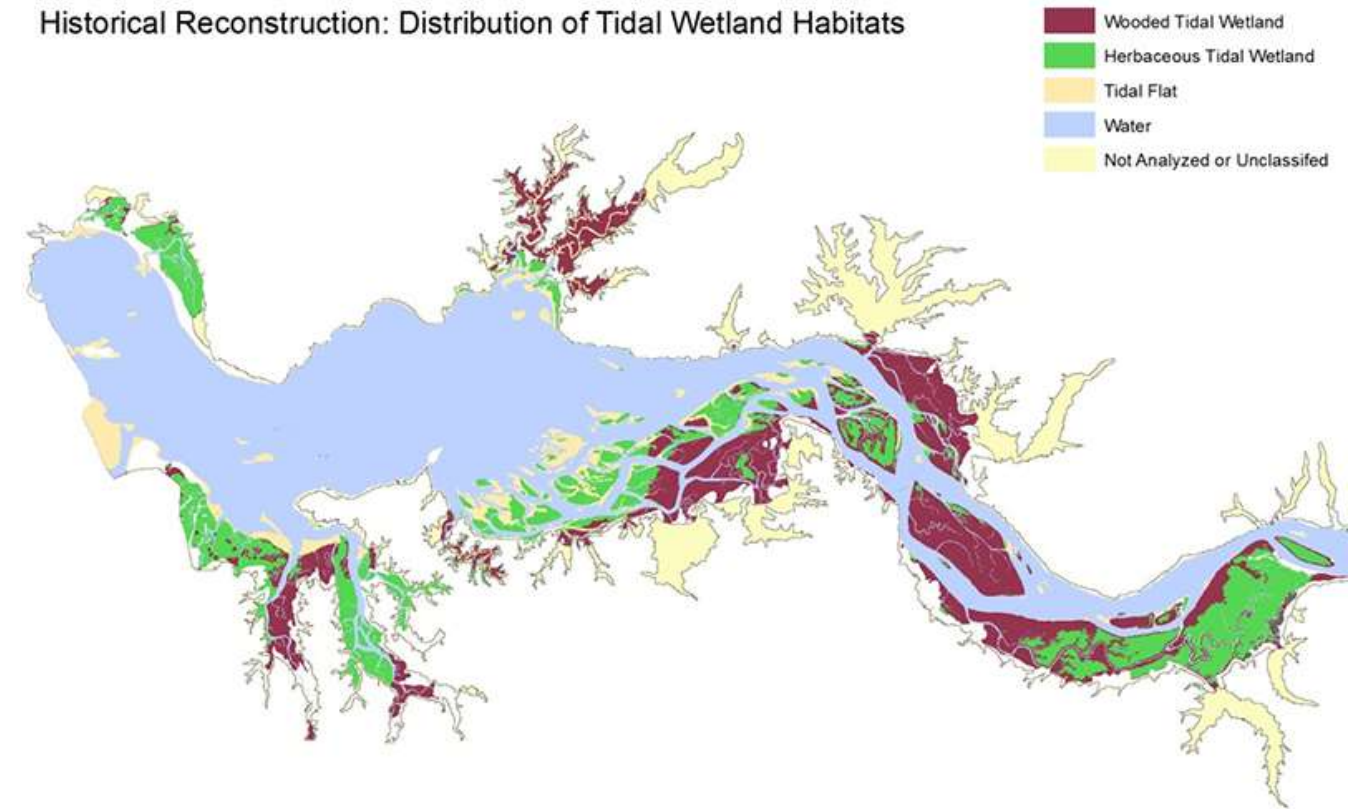 Historical Reconstruction: Distribution of Tidal Wetland Habitats
Wooded Tidal Wetland
Herbaceous Tidal Wetland
Tidal Flat
Water
Not Analyzed or Unclassifed